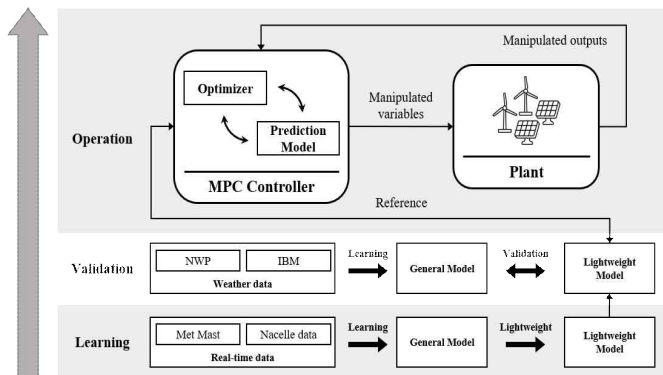 Manipulated outputs
Optimizer
Manipulated
variables
Prediction
Model
Operation
MPC Controller
Plant
Reference
Validation
NWP
IBM
Weather data
Learning
General Model
Validation
Lightweight
Model
Learning
Met Mast
Nacelle data
Real-time data
Learning
General Model
Lightweight
Lightweight
Model